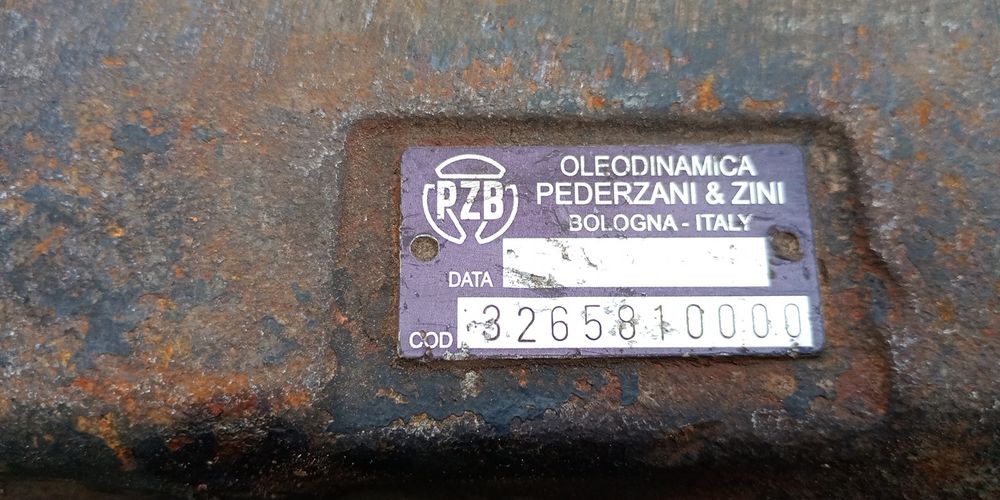 PZB
OLEODINAMICA
PEDERZANI & ZINI
BOLOGNA - ITALY
DATA
COD 3265810000